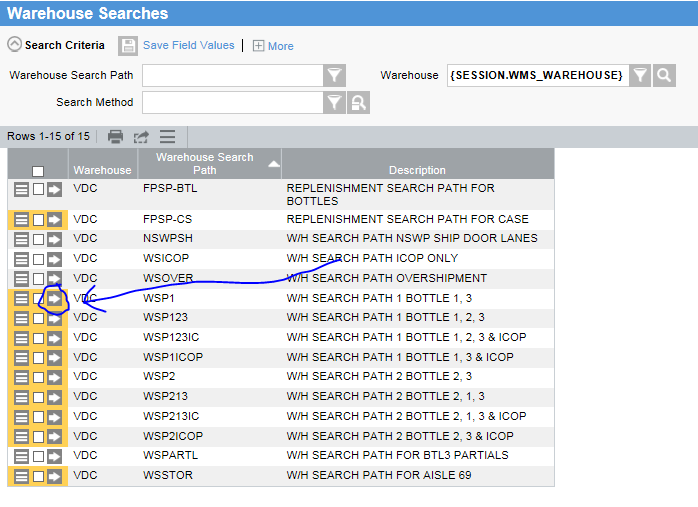 Warehouse Searches
Search Criteria Save Field Values More
Warehouse Search Path Warehouse {SESSION.WMS_WAREHOUSE}
Search Method
Rows 1-15 of 15
Warehouse Warehouse Search Path Description
VDC FPSP-BTL REPLENISHMENT SEARCH PATH FOR
BOTTLES
VDC FPSP-CS REPLENISHMENT SEARCH PATH FOR CASE
VDC NSWPSH W/H SEARCH PATH NSWP SHIP DOOR LANES
VDC WSICOP W/H SEARCH PATH ICOP ONLY
VDC WSOVER W/H SEARCH PATH OVERSHIPMENT
VDC WSP1 W/H SEARCH PATH 1 BOTTLE 1, 3
VDC WSP123 W/H SEARCH PATH 1 BOTTLE 1, 2, 3
VDC WSP123IC W/H SEARCH PATH 1 BOTTLE 1, 2, 3 & ICOP
VDC WSP1ICOP W/H SEARCH PATH 1 BOTTLE 1, 3 & ICOP
VDC WSP2 W/H SEARCH PATH 2 BOTTLE 2, 3
VDC WSP213 W/H SEARCH PATH 2 BOTTLE 2, 1, 3
VDC WSP213IC W/H SEARCH PATH 2 BOTTLE 2, 1, 3 & ICOP
VDC WSP2ICOP W/H SEARCH PATH 2 BOTTLE 2, 3 & ICOP
VDC WSPARTL W/H SEARCH PATH FOR BTL3 PARTIALS
VDC WSSTOR W/H SEARCH PATH FOR AISLE 69